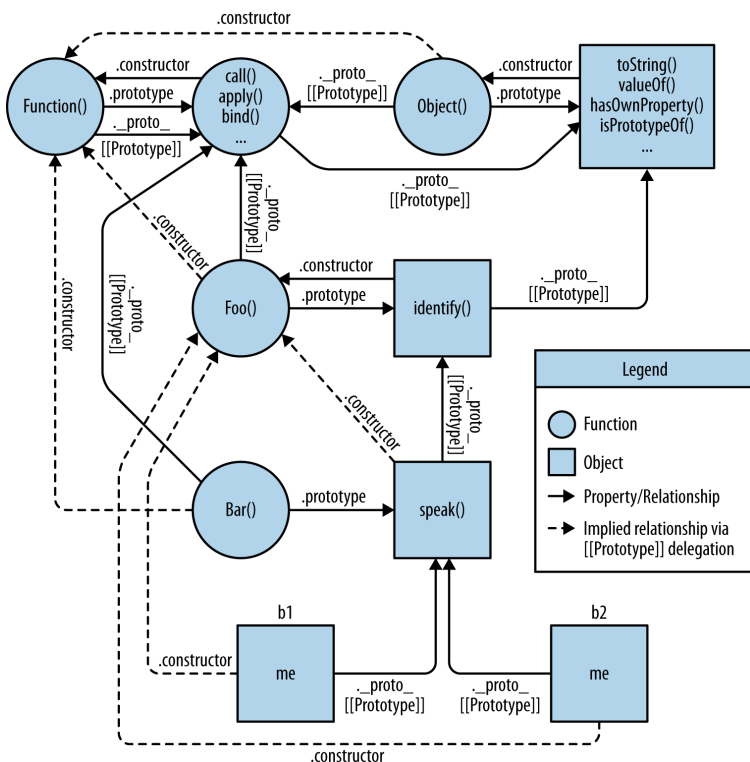 .constructor
Function()
.constructor
.prototype
._proto_
[[Prototype]]
call()
apply()
bind()
...
._proto_
[[Prototype]]
Object()
.constructor
.prototype
toString()
valueOf()
hasOwnProperty()
isPrototypeOf()
...
._proto_
[[Prototype]]
.constructor
._proto_
[[Prototype]]
.constructor
._proto_
[[Prototype]]
Foo()
.constructor
.prototype
identify()
._proto_
[[Prototype]]
.constructor
._proto_
[[Prototype]]
Bar()
.prototype
speak()
Legend
Function
Object
Property/Relationship
Implied relationship via
[[Prototype]] delegation
b1
me
.constructor
._proto_
[[Prototype]]
b2
me
._proto_
[[Prototype]]
.constructor